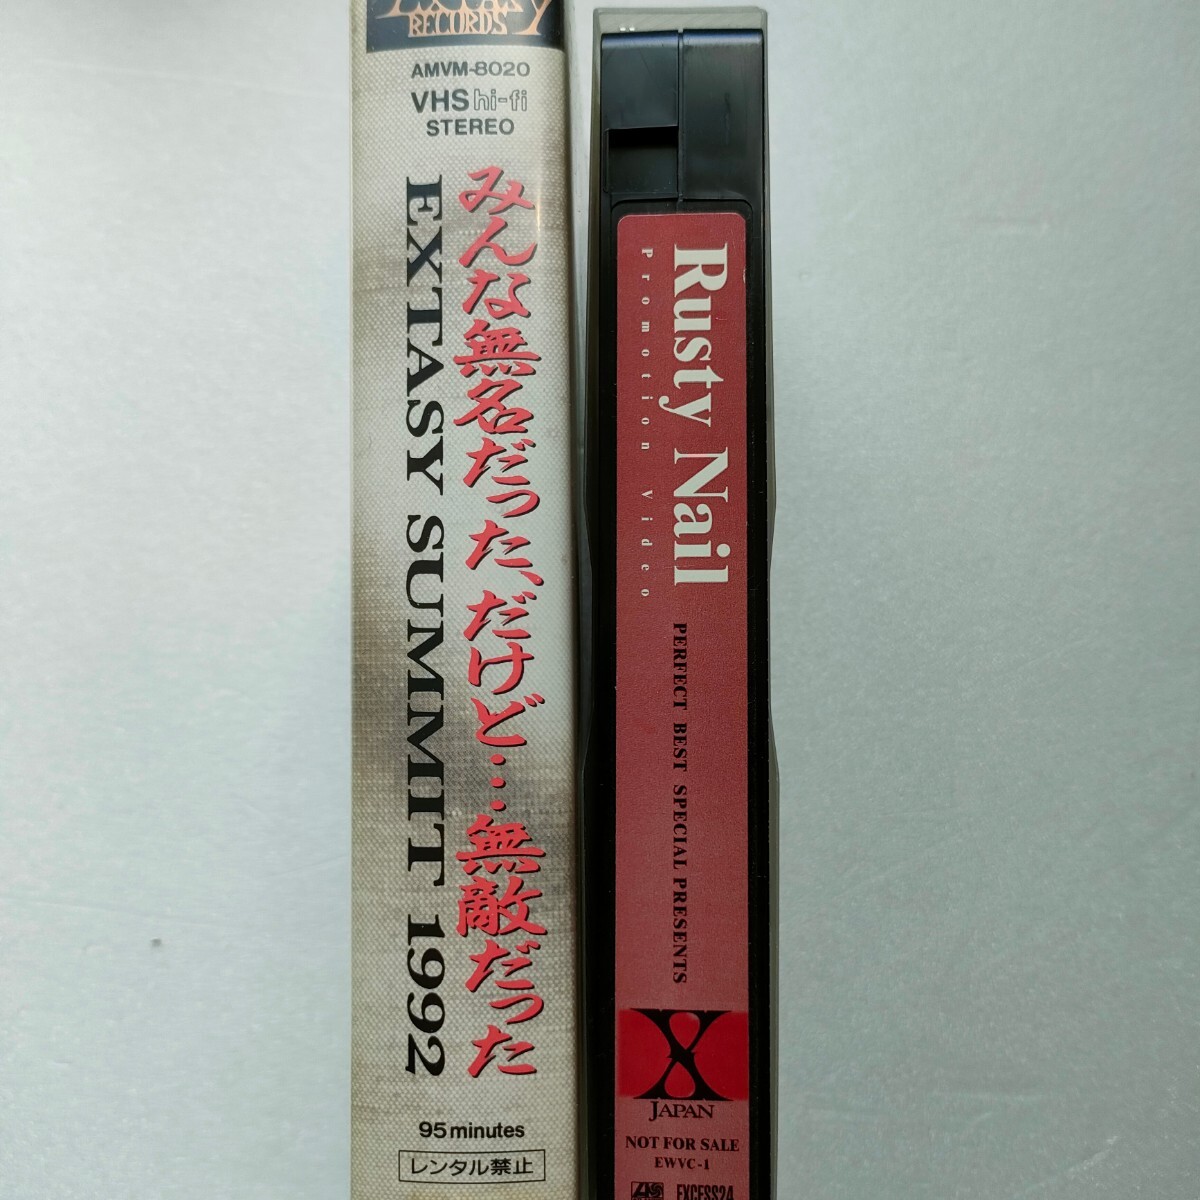 EXTASY
RECORDS
AMVM-8020
VHS hi-fi
STEREO
みんな無名だった、だけど…無敵だった
EXTASY SUMMIT 1992
95 minutes
レンタル禁止
Rusty Nail
Promotion Video
PERFECT BEST SPECIAL PRESENTS
X
JAPAN
NOT FOR SALE
EWVC-1
EXCESS24